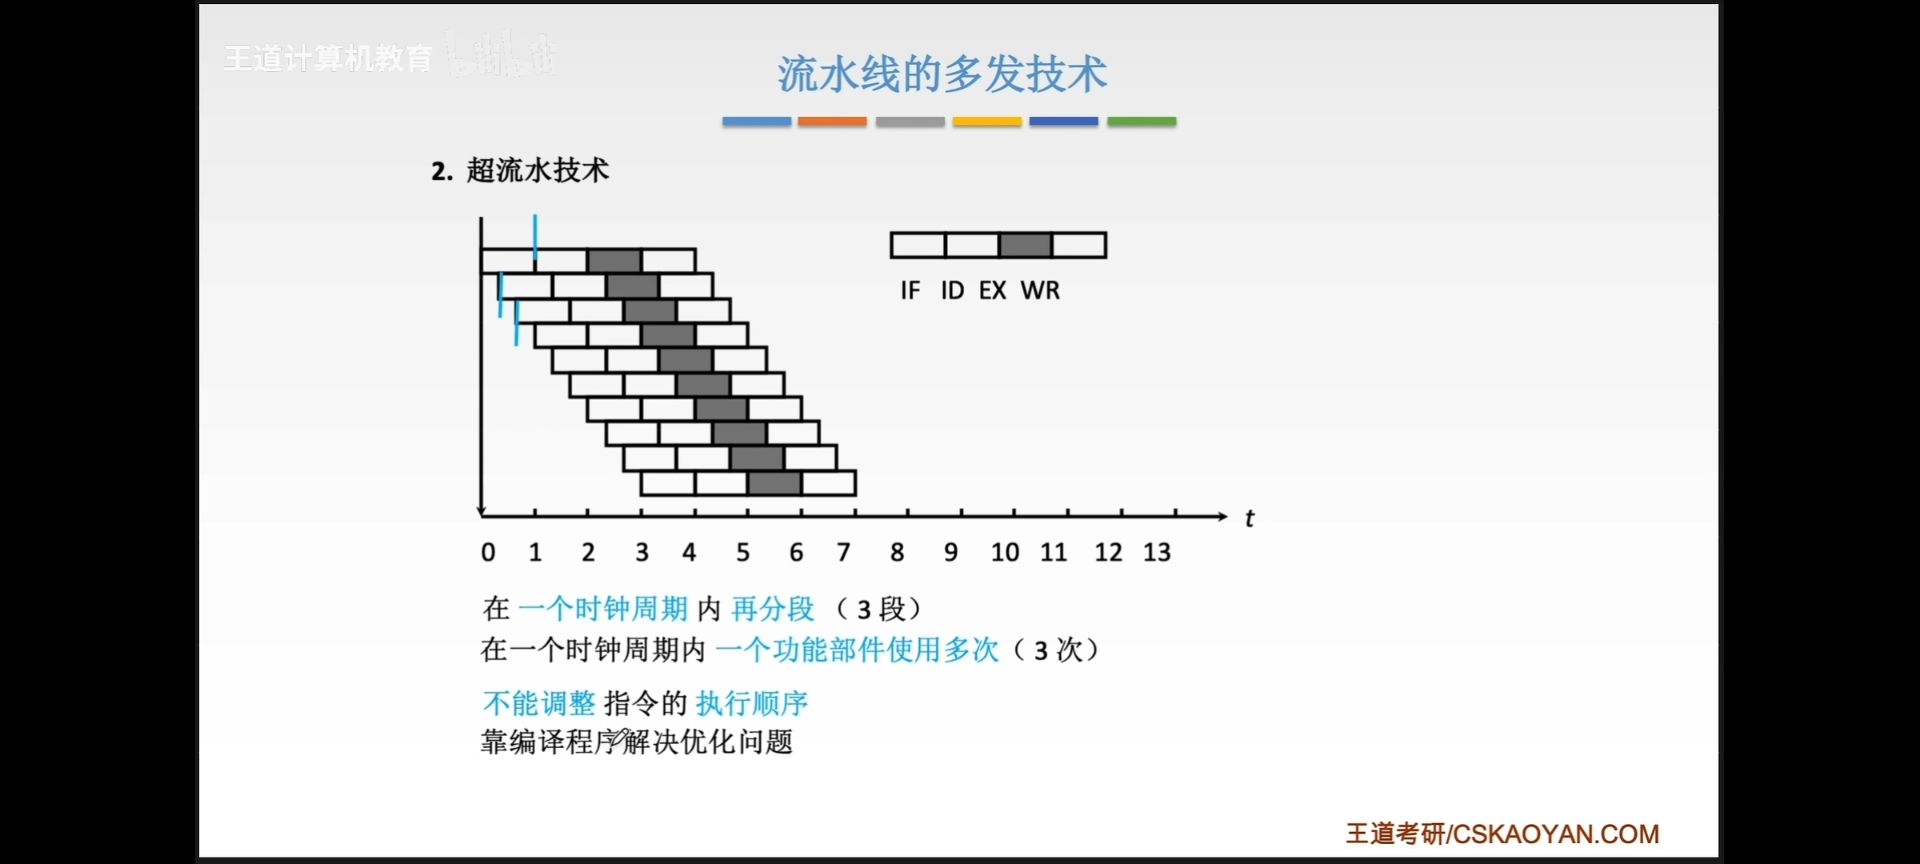 王道计算机教育 bilibili
流水线的多发技术
2. 超流水技术
IF ID EX WR
t
0 1 2 3 4 5 6 7 8 9 10 11 12 13
在 一个时钟周期 内 再分段 （ 3 段）
在一个时钟周期内 一个功能部件使用多次（ 3 次）
不能调整 指令的 执行顺序
靠编译程序解决优化问题
王道考研/CSKAOYAN.COM